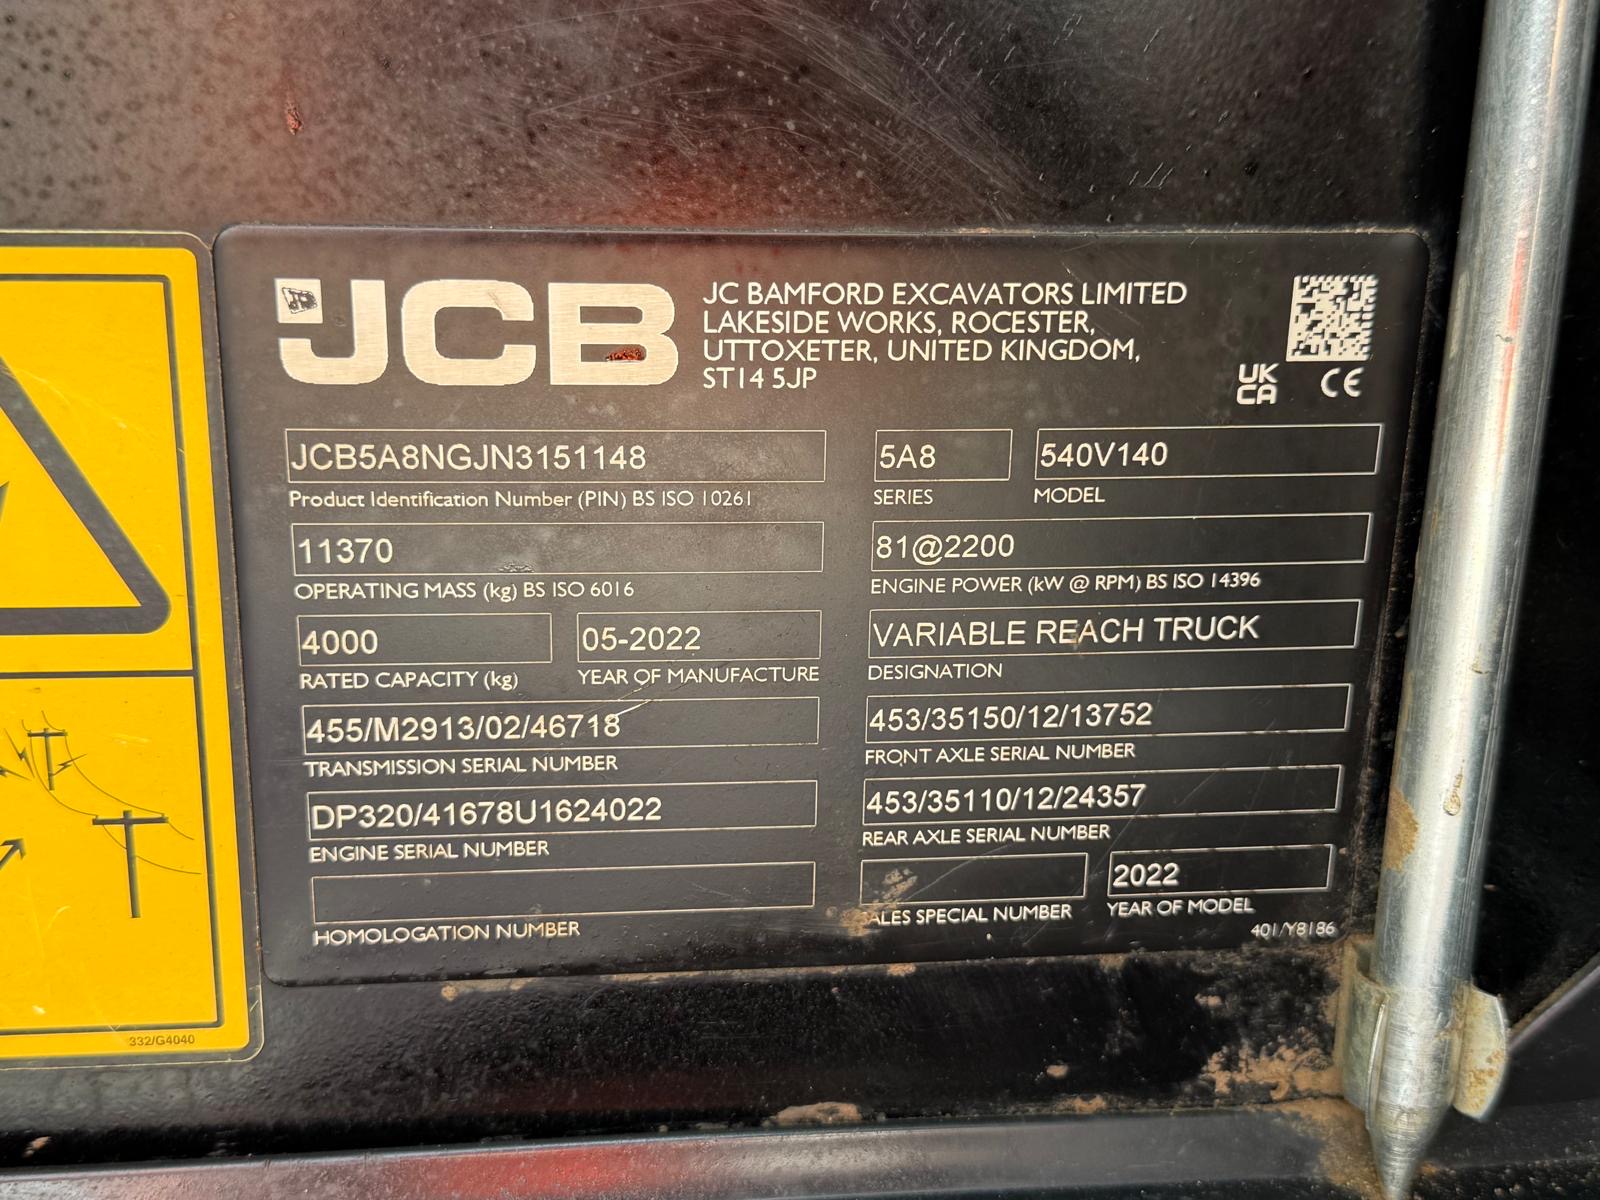 JCB
JC BAMFORD EXCAVATORS LIMITED
LAKESIDE WORKS, ROCESTER,
UTTOXETER, UNITED KINGDOM,
ST14 5JP
UK
CA
CE
JCB5A8NGJN3151148
Product Identification Number (PIN) BS ISO 10261
5A8
SERIES
540V140
MODEL
11370
OPERATING MASS (kg) BS ISO 6016
81@2200
ENGINE POWER (kW @ RPM) BS ISO 14396
4000
RATED CAPACITY (kg)
05-2022
YEAR OF MANUFACTURE
VARIABLE REACH TRUCK
DESIGNATION
455/M2913/02/46718
TRANSMISSION SERIAL NUMBER
453/35150/12/13752
FRONT AXLE SERIAL NUMBER
DP320/41678U1624022
ENGINE SERIAL NUMBER
453/35110/12/24357
REAR AXLE SERIAL NUMBER
HOMOLOGATION NUMBER
SALES SPECIAL NUMBER
2022
YEAR OF MODEL
401/Y8186
332/G4040